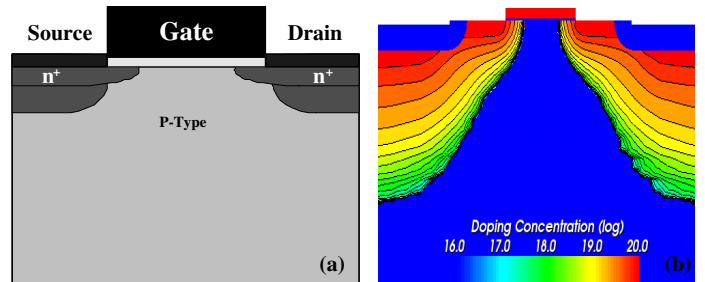 Source Gate Drain
n+ n+
P-Type
(a)
Doping Concentration (log)
16.0 17.0 18.0 19.0 20.0
(b)